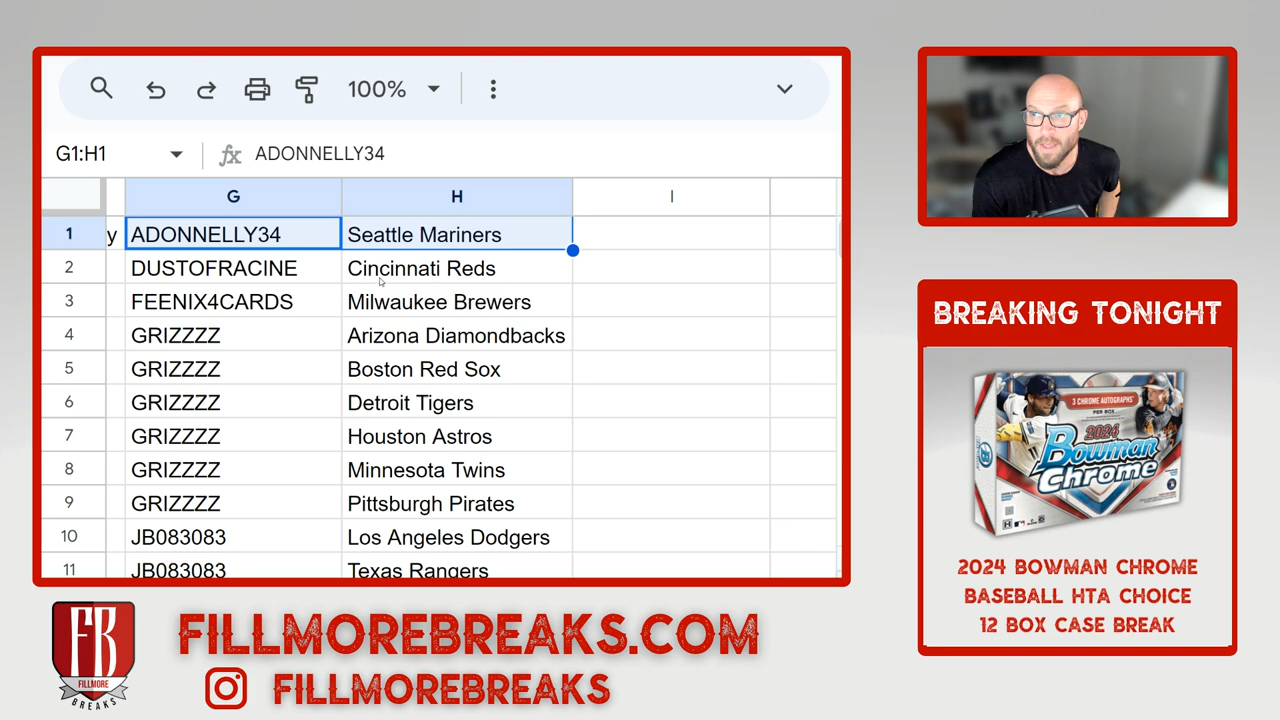 100%
G1:H1
fx
ADONNELLY34
G H I
1 y ADONNELLY34 Seattle Mariners
2 DUSTOFRACINE Cincinnati Reds
3 FEENIX4CARDS Milwaukee Brewers
4 GRIZZZZ Arizona Diamondbacks
5 GRIZZZZ Boston Red Sox
6 GRIZZZZ Detroit Tigers
7 GRIZZZZ Houston Astros
8 GRIZZZZ Minnesota Twins
9 GRIZZZZ Pittsburgh Pirates
10 JB083083 Los Angeles Dodgers
11 JB083083 Texas Rangers
BREAKING TONIGHT
3 CHROME AUTOGRAPHS
PER BOX
2024
Bowman
Chrome
2024 BOWMAN CHROME
BASEBALL HTA CHOICE
12 BOX CASE BREAK
FB
FILLMORE
BREAKS
FILLMOREBREAKS.COM
FILLMOREBREAKS